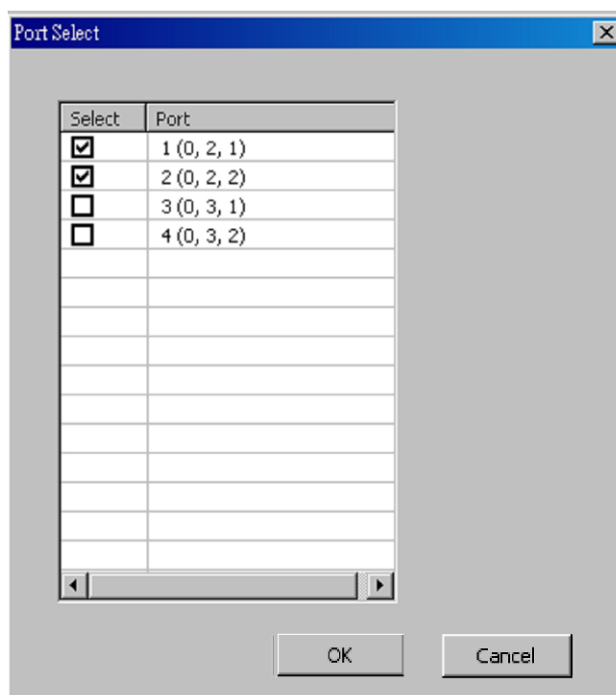 Port Select
Select Port
1 (0, 2, 1)
2 (0, 2, 2)
3 (0, 3, 1)
4 (0, 3, 2)
OK Cancel